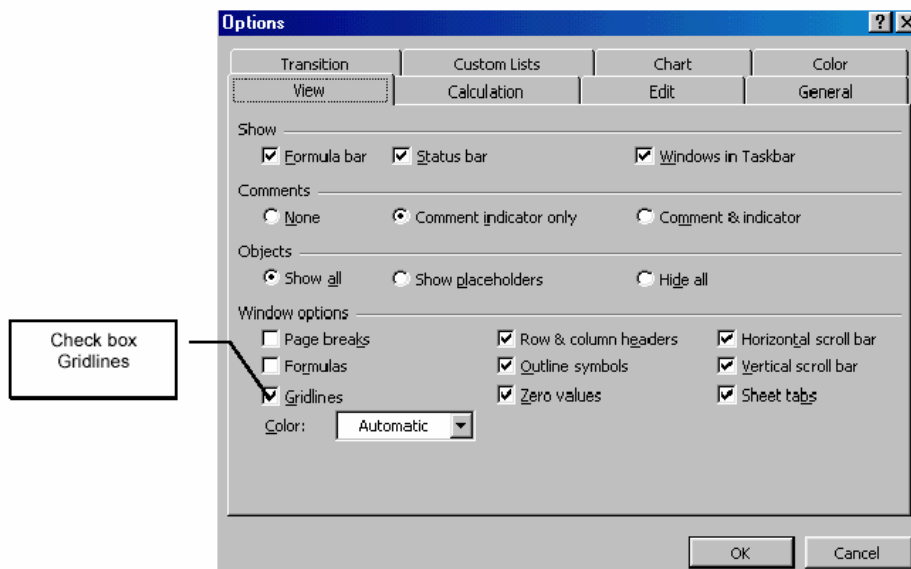 Options
Transition Custom Lists Chart Color
View Calculation Edit General
Show
Formula bar Status bar Windows in Taskbar
Comments
None Comment indicator only Comment & indicator
Objects
Show all Show placeholders Hide all
Window options
Page breaks Row & column headers Horizontal scroll bar
Formulas Outline symbols Vertical scroll bar
Gridlines Zero values Sheet tabs
Color: Automatic
Check box
Gridlines
OK Cancel